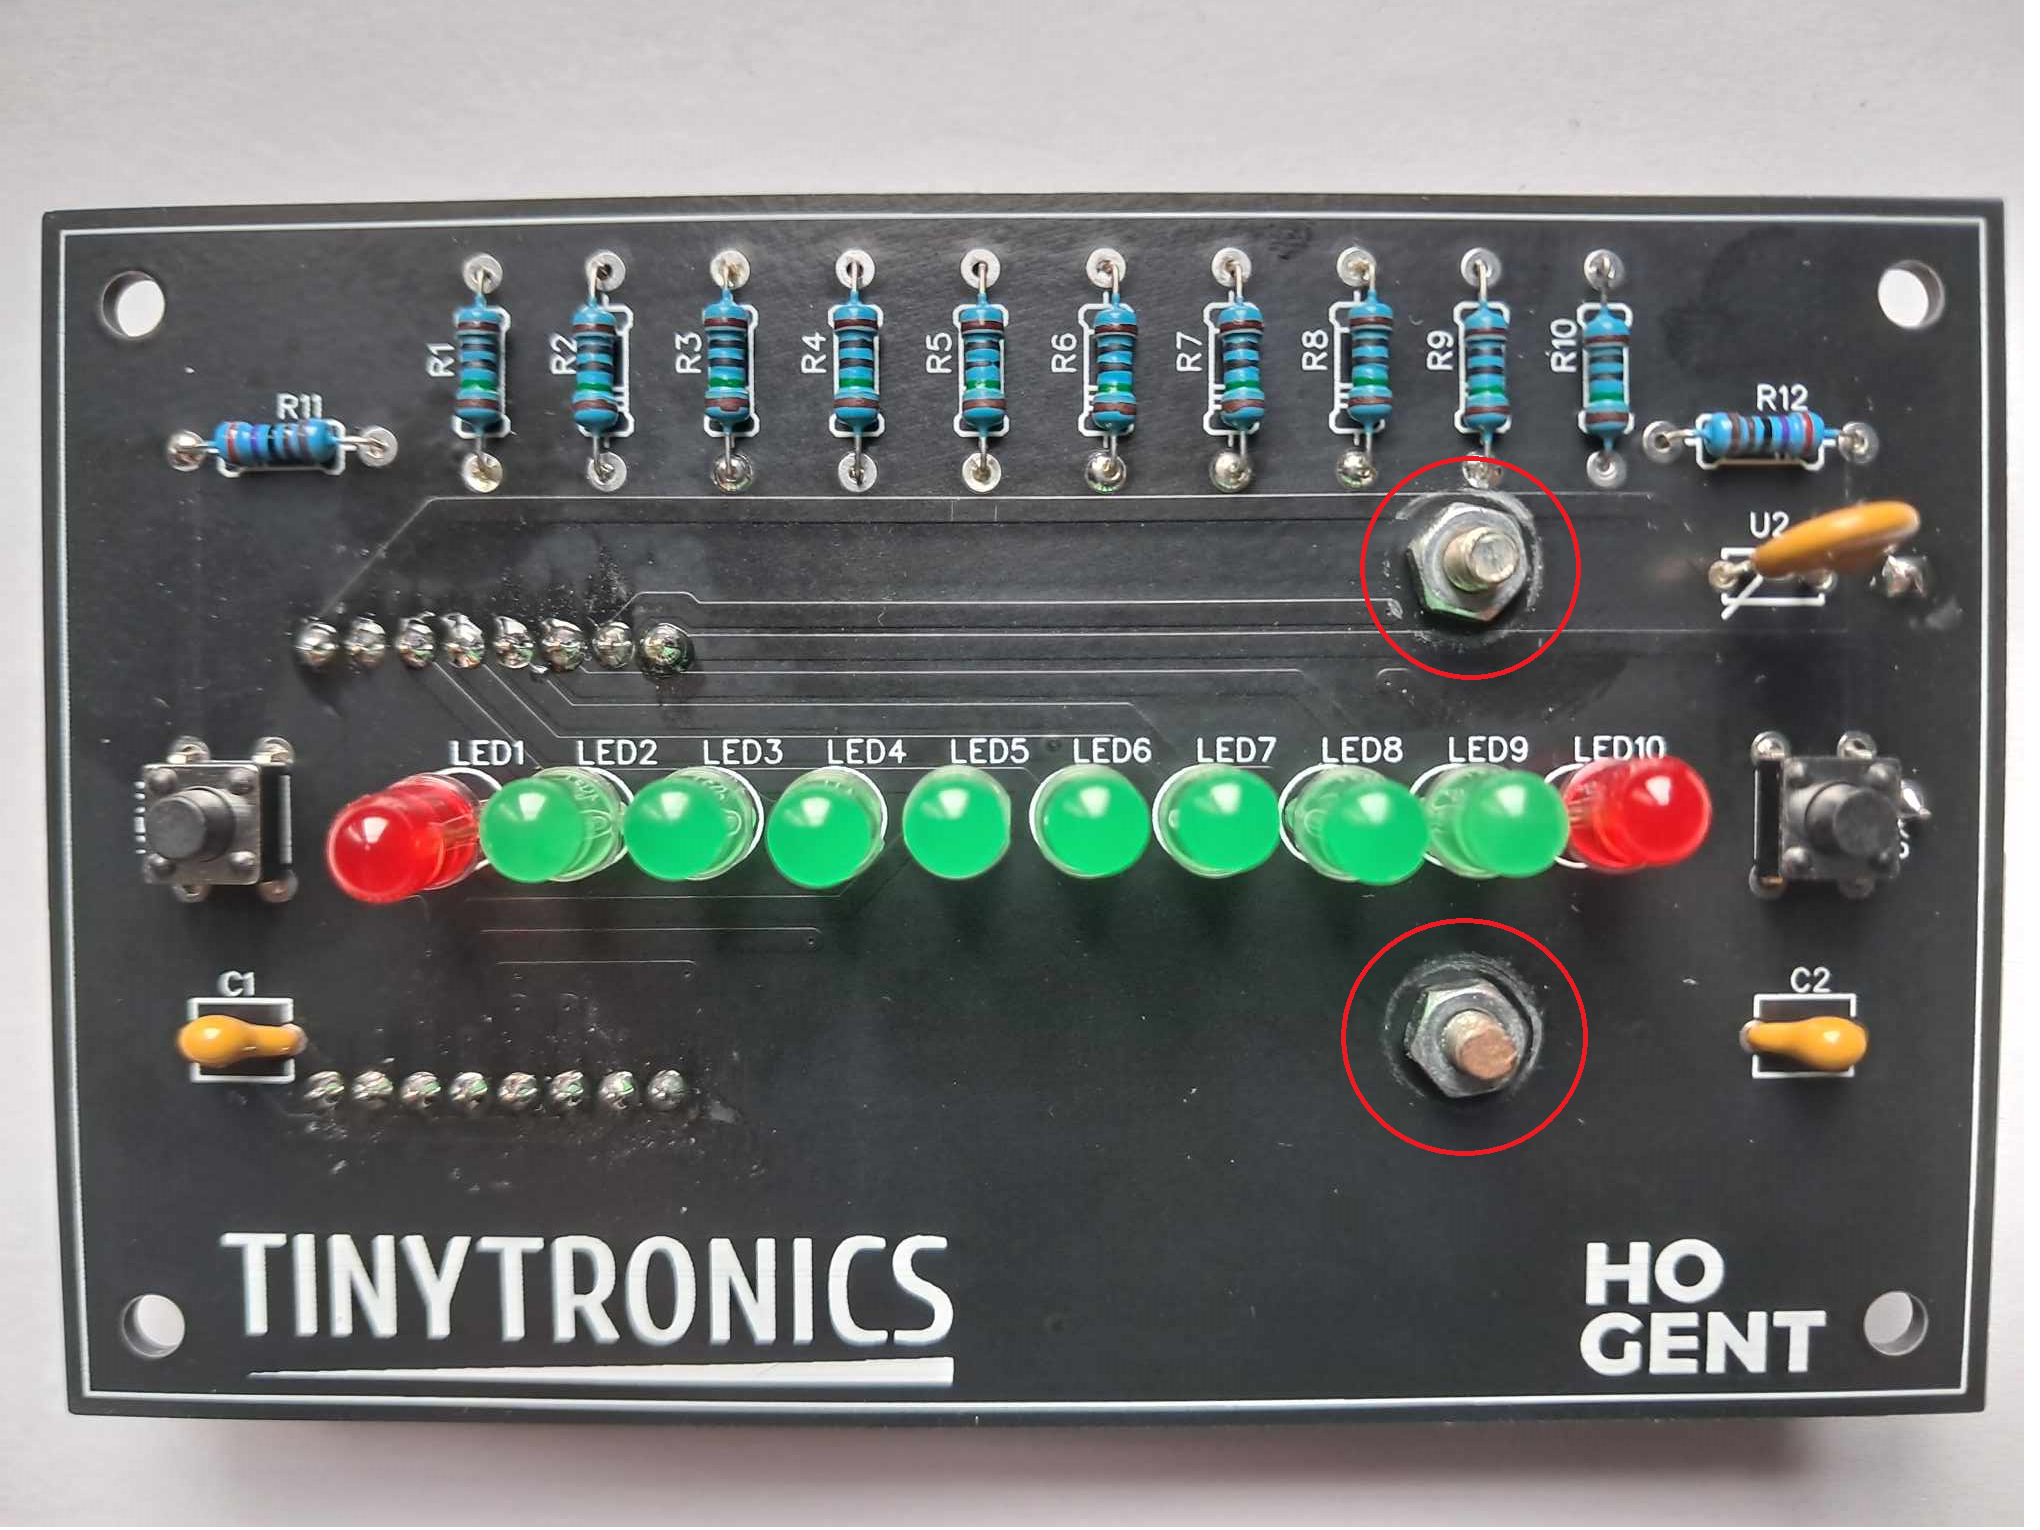 R1
R2
R3
R4
R5
R6
R7
R8
R9
R10
R11
R12
U2
LED1
LED2
LED3
LED4
LED5
LED6
LED7
LED8
LED9
LED10
C1
C2
TINYTRONICS
HO
GENT